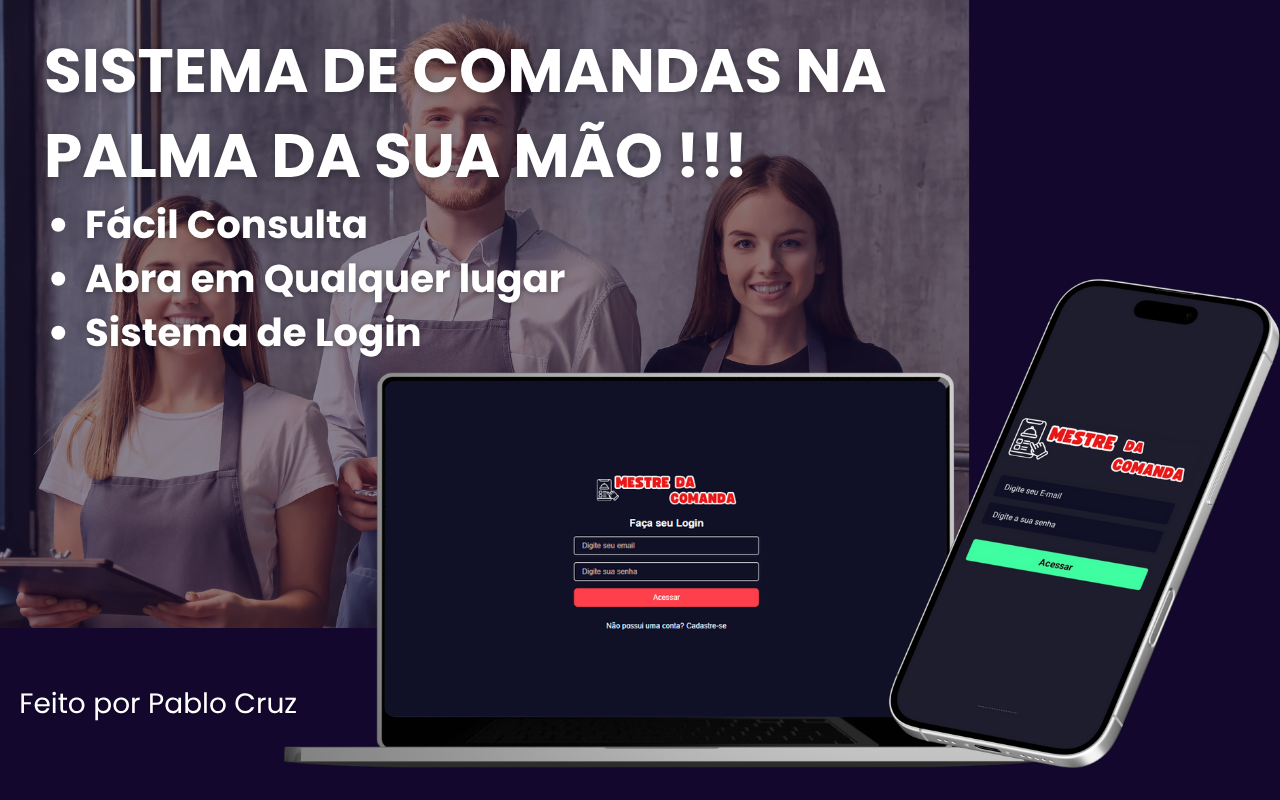 SISTEMA DE COMANDAS NA
PALMA DA SUA MÃO !!!
• Fácil Consulta
• Abra em Qualquer lugar
• Sistema de Login
MESTRE DA
COMANDA
Faça seu Login
Digite seu email
Digite sua senha
Acessar
Não possui uma conta? Cadastre-se
MESTRE DA
COMANDA
Digite seu E-mail
Digite a sua senha
Acessar
Feito por Pablo Cruz